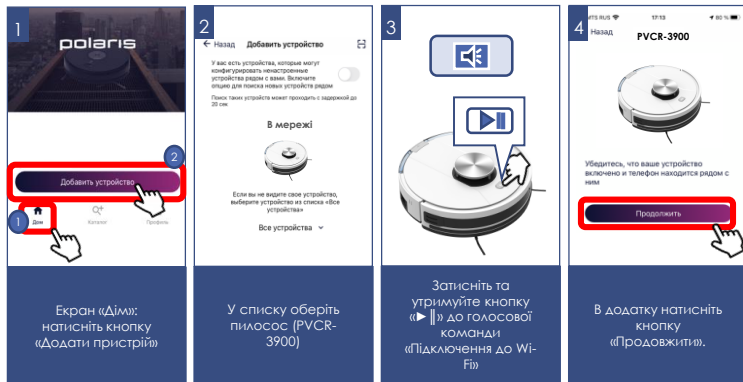 1
polaris
Добавить устройство
2
1
Дом
Каталог
Профиль
Екран «Дім»:
натисніть кнопку
«Додати пристрій»
2
← Назад Добавить устройство
У вас есть устройства, которые могут
конфигурировать ненастроенные
устройства рядом с вами. Включите
опцию для поиска новых устройств рядом
Поиск таких устройств может проходить с задержкой до
20 сек
В мережі
Если вы не видите свое устройство,
выберите устройство из списка «Все
устройства»
Все устройства
У списку оберіть
пилосос (PVCR-
3900)
3
Затисніть та
утримуйте кнопку
«►‖» до голосової
команди
«Підключення до Wi-
Fi»
4
MTS RUS 17:13 80 %
Назад
PVCR-3900
Убедитесь, что ваше устройство
включено и телефон находится рядом с
ним
Продолжить
В додатку натисніть
кнопку
«Продовжити».